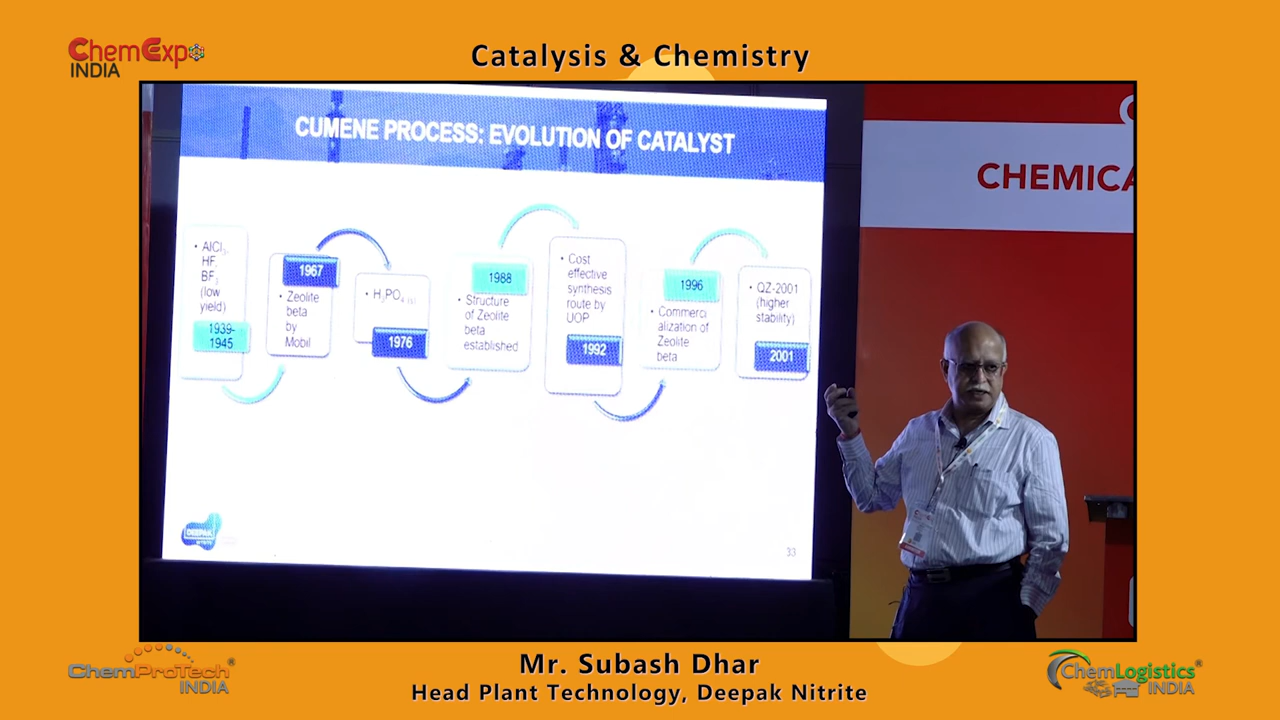 ChemExpo
INDIA
Catalysis & Chemistry
CUMENE PROCESS: EVOLUTION OF CATALYST
• AlCl3,
HF,
BF3
(low
yield)
1939-
1945
1967
• Zeolite
beta
by
Mobil
• H3PO4
1976
1988
• Structure
of Zeolite
beta
established
• Cost
effective
synthesis
route by
UOP
1992
1996
• Commerci
alization of
Zeolite
beta
• QZ-2001
(higher
stability)
2001
DEEPAK
33
CHEMICA
ChemProTech®
INDIA
Mr. Subash Dhar
Head Plant Technology, Deepak Nitrite
ChemLogistics®
INDIA